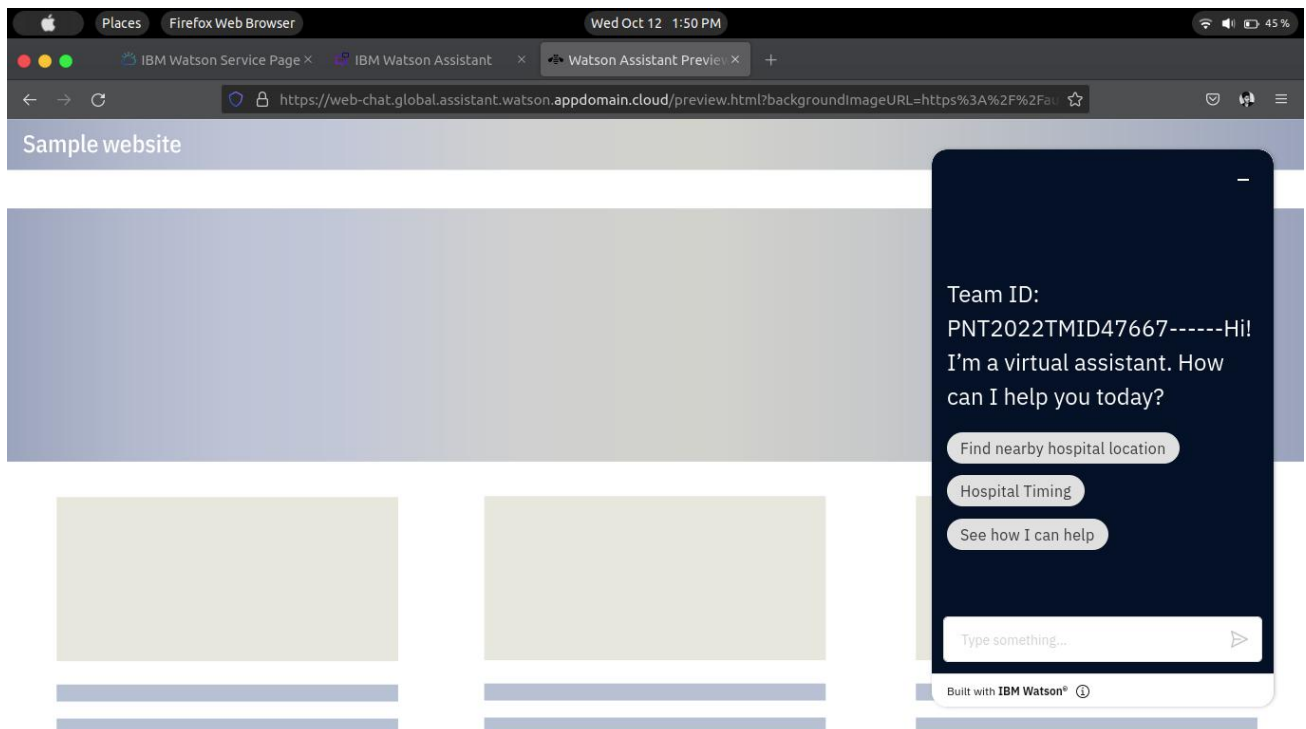 Places Firefox Web Browser Wed Oct 12 1:50 PM 45 %
IBM Watson Service Page IBM Watson Assistant Watson Assistant Preview
https://web-chat.global.assistant.watson.appdomain.cloud/preview.html?backgroundImageURL=https%3A%2F%2Fau
Sample website
Team ID:
PNT2022TMID47667------Hi!
I’m a virtual assistant. How
can I help you today?
Find nearby hospital location
Hospital Timing
See how I can help
Type something...
Built with IBM Watson®